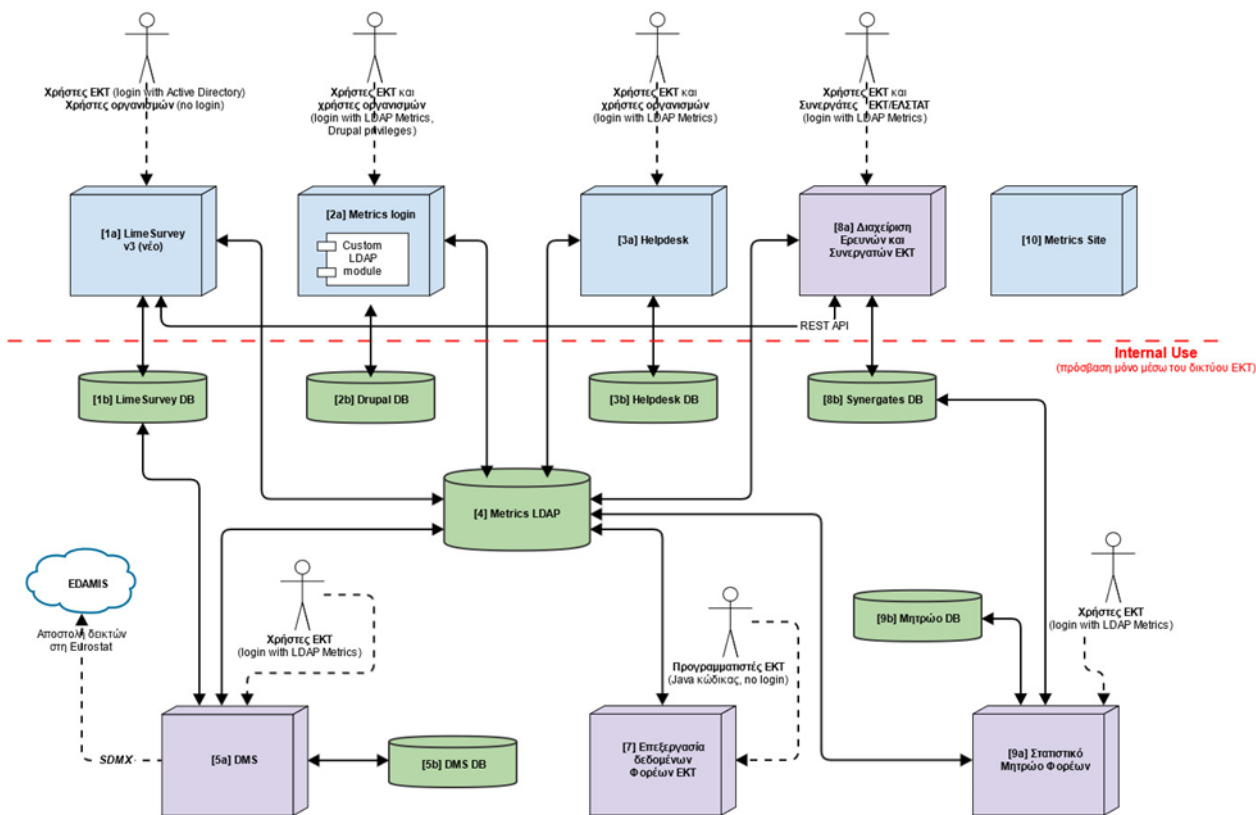 Χρήστες ΕΚΤ (login with Active Directory)
Χρήστες οργανισμών (no login)
Χρήστες ΕΚΤ και
χρήστες οργανισμών
(login with LDAP Metrics,
Drupal privileges)
Χρήστες ΕΚΤ και
χρήστες οργανισμών
(login with LDAP Metrics)
Χρήστες ΕΚΤ και
Συνεργάτες ΕΚΤ/ΕΛΣΤΑΤ
(login with LDAP Metrics)
[1a] LimeSurvey
v3 (νέο)
[2a] Metrics login
Custom
LDAP
module
[3a] Helpdesk
[8a] Διαχείριση
Ερευνών και
Συνεργατών ΕΚΤ
[10] Metrics Site
REST API
Internal Use
(πρόσβαση μόνο μέσω του δικτύου ΕΚΤ)
[1b] LimeSurvey DB
[2b] Drupal DB
[3b] Helpdesk DB
[8b] Synergates DB
[4] Metrics LDAP
EDAMIS
Αποστολή δεικτών
στη Eurostat
Χρήστες ΕΚΤ
(login with LDAP Metrics)
Προγραμματιστές ΕΚΤ
(Java κώδικας, no login)
[9b] Μητρώο DB
Χρήστες ΕΚΤ
(login with LDAP Metrics)
SDMX
[5a] DMS
[5b] DMS DB
[7] Επεξεργασία
δεδομένων
Φορέων ΕΚΤ
[9a] Στατιστικό
Μητρώο Φορέων